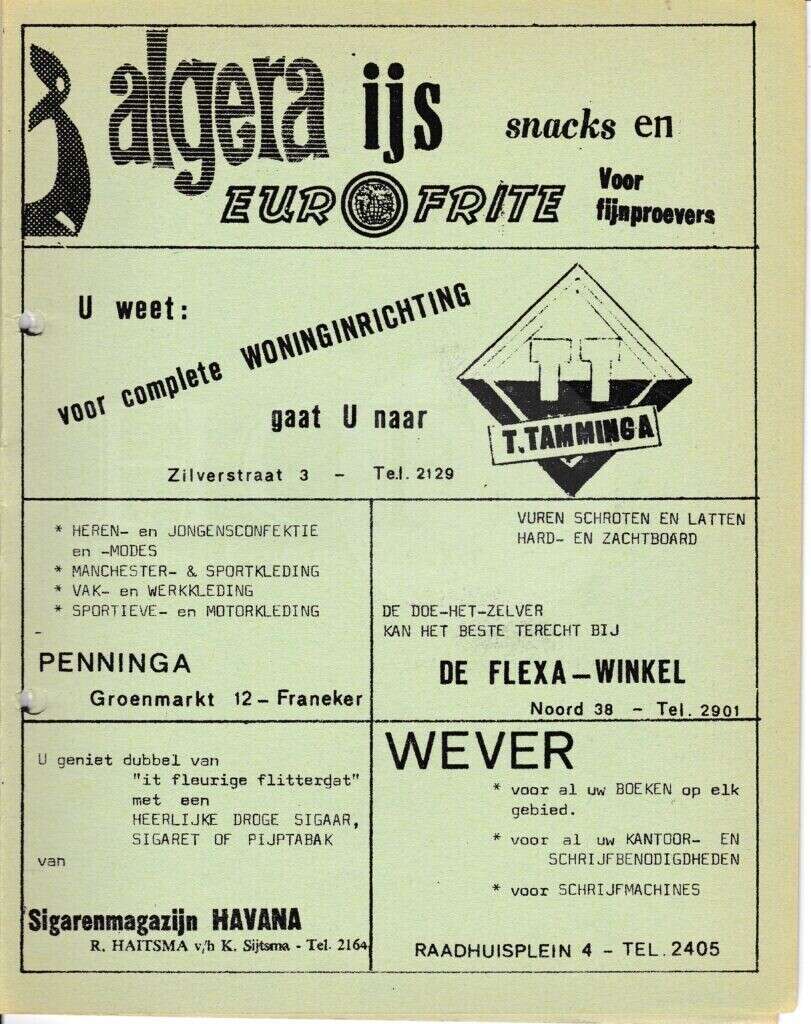 algera ijs snacks en
EUROFRITE Voor
fijnproevers
U weet:
voor complete WONINGINRICHTING
gaat U naar
TT
T. TAMMINGA
Zilverstraat 3 - Tel. 2129
* HEREN- en JONGENSCONFEKTIE
en -MODES
* MANCHESTER- & SPORTKLEDING
* VAK- en WERKKLEDING
* SPORTIEVE- en MOTORKLEDING
PENNINGA
Groenmarkt 12 - Franeker
VUREN SCHROTEN EN LATTEN
HARD- EN ZACHTBOARD
DE DOE-HET-ZELVER
KAN HET BESTE TERECHT BIJ
DE FLEXA-WINKEL
Noord 38 - Tel. 2901
U geniet dubbel van
"it fleurige flitterdat"
met een
HEERLIJKE DROGE SIGAAR,
SIGARET OF PIJPTABAK
van
Sigarenmagazijn HAVANA
R. HAITSMA v/h K. Sijtsma - Tel. 2164
WEVER
* voor al uw BOEKEN op elk
gebied.
* voor al uw KANTOOR- EN
SCHRIJFBENODIGDHEDEN
* voor SCHRIJFMACHINES
RAADHUISPLEIN 4 - TEL. 2405